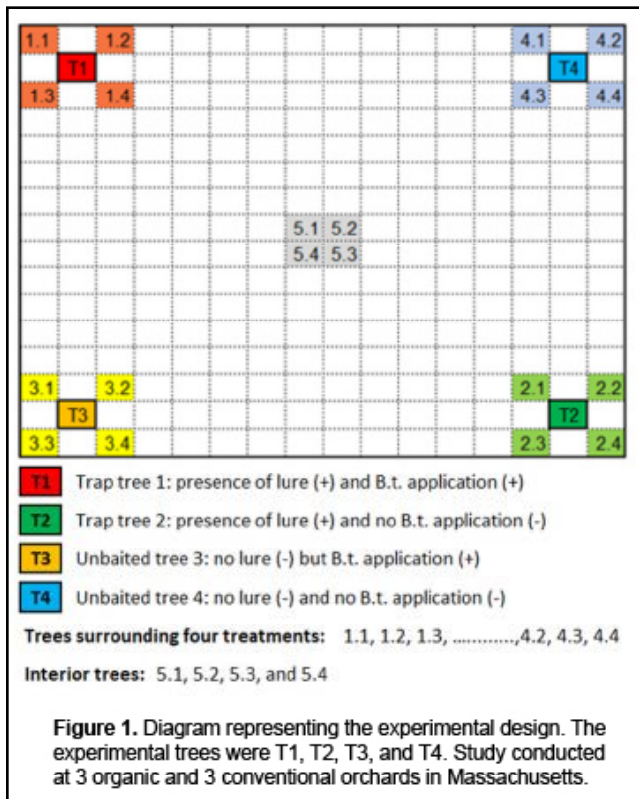 1.1 1.2 4.1 4.2
T1 T4
1.3 1.4 4.3 4.4
5.1 5.2
5.4 5.3
3.1 3.2 2.1 2.2
T3 T2
3.3 3.4 2.3 2.4
T1 Trap tree 1: presence of lure (+) and B.t. application (+)
T2 Trap tree 2: presence of lure (+) and no B.t. application (-)
T3 Unbaited tree 3: no lure (-) but B.t. application (+)
T4 Unbaited tree 4: no lure (-) and no B.t. application (-)
Trees surrounding four treatments: 1.1, 1.2, 1.3, ............,4.2, 4.3, 4.4
Interior trees: 5.1, 5.2, 5.3, and 5.4
Figure 1. Diagram representing the experimental design. The
experimental trees were T1, T2, T3, and T4. Study conducted
at 3 organic and 3 conventional orchards in Massachusetts.